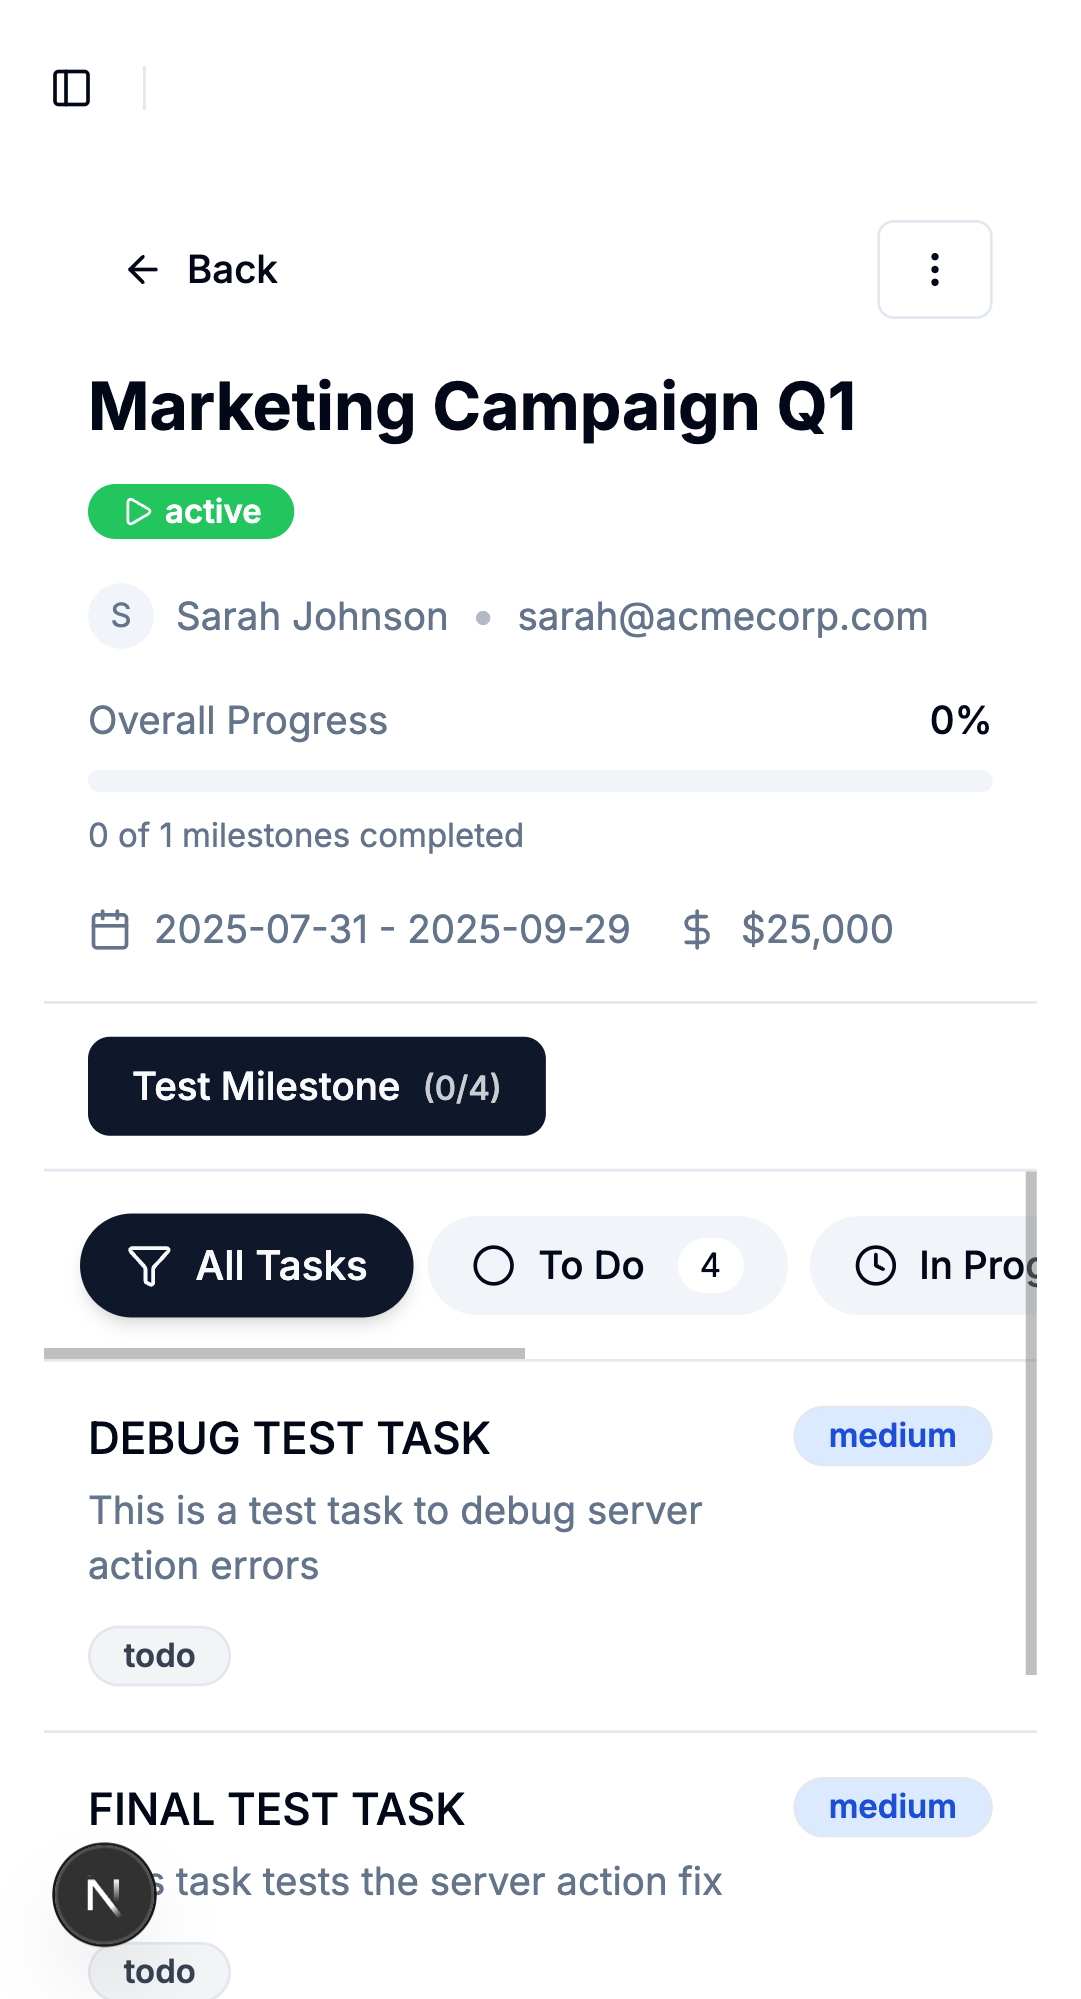 Back
Marketing Campaign Q1
active
S Sarah Johnson • sarah@acmecorp.com
Overall Progress 0%
0 of 1 milestones completed
2025-07-31 - 2025-09-29 $ $25,000
Test Milestone (0/4)
All Tasks To Do 4 In Prog
DEBUG TEST TASK medium
This is a test task to debug server
action errors
todo
FINAL TEST TASK medium
s task tests the server action fix
N
todo